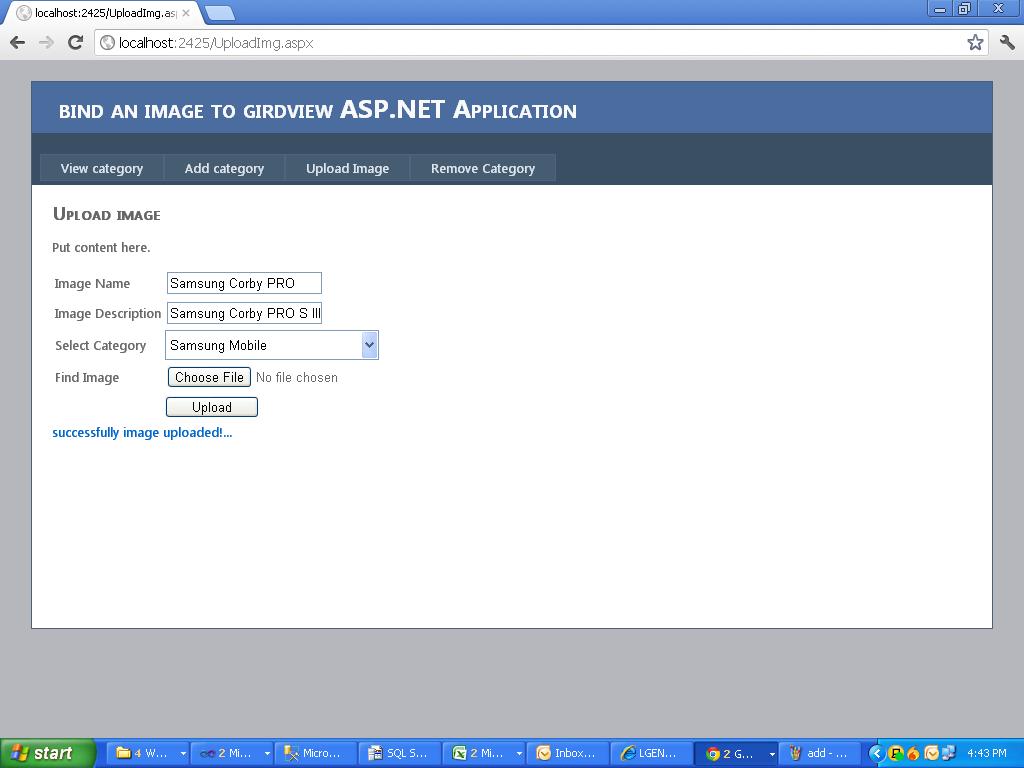 localhost:2425/UploadImg.asp
localhost:2425/UploadImg.aspx
BIND AN IMAGE TO GIRDVIEW ASP.NET APPLICATION
View category Add category Upload Image Remove Category
UPLOAD IMAGE
Put content here.
Image Name Samsung Corby PRO
Image Description Samsung Corby PRO S III
Select Category Samsung Mobile
Find Image Choose File No file chosen
Upload
successfully image uploaded!...
start 4 W... 2 Mi... Micro... SQL S... 2 Mi... Inbox... LGEN... 2 G... add - ... 4:43 PM